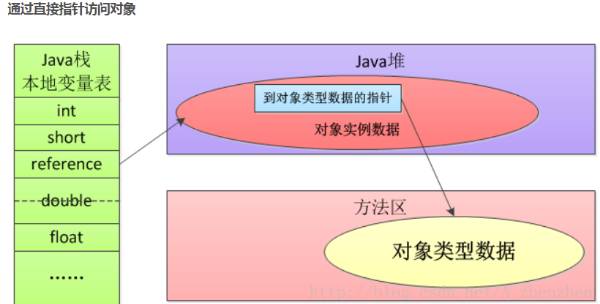 通过直接指针访问对象
Java栈
本地变量表
int
short
reference
double
float
……
Java堆
到对象类型数据的指针
对象实例数据
方法区
对象类型数据